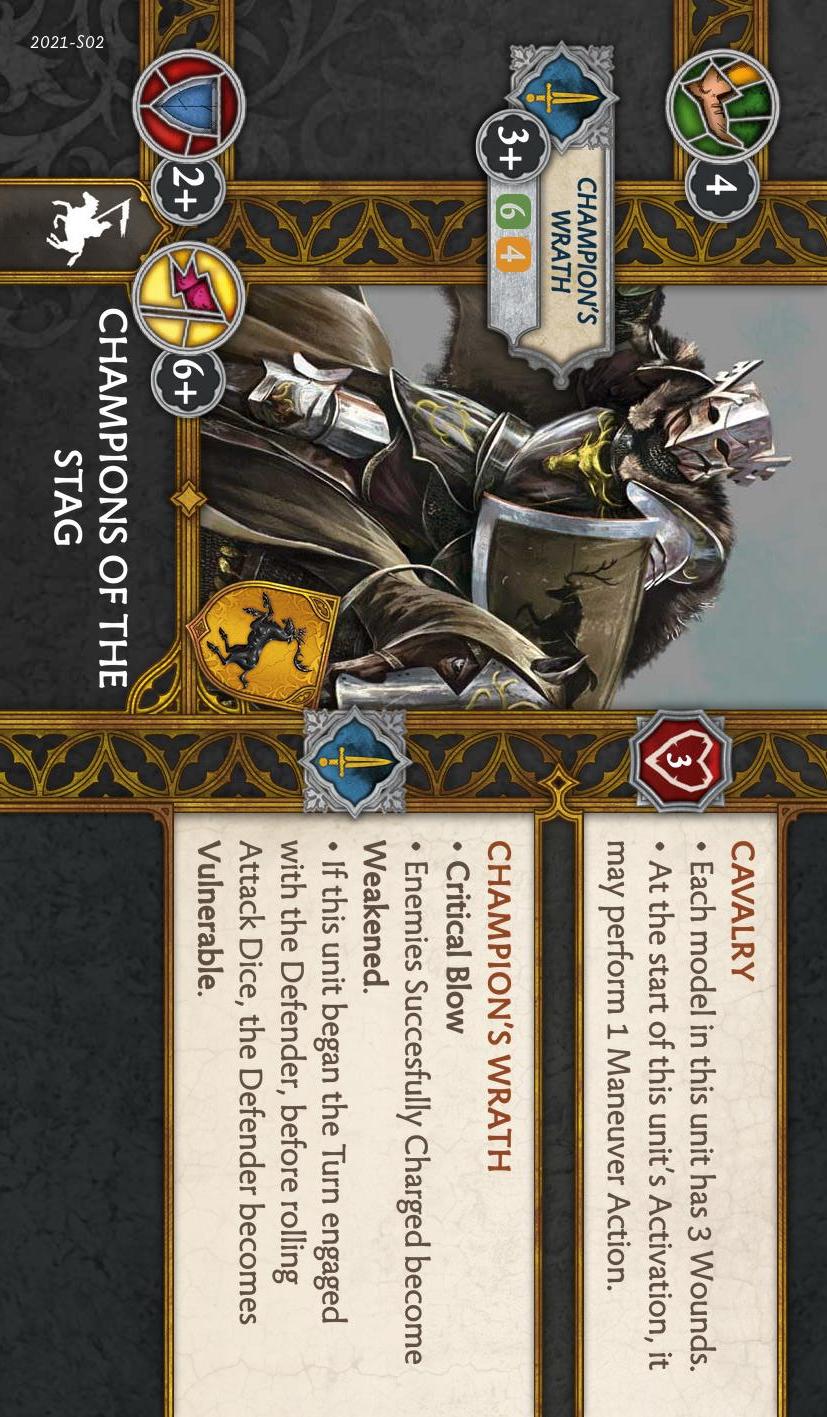 4
CHAMPION'S
WRATH
3+
6 4
2+
6+
CHAMPIONS OF THE
STAG
2021-S02
3
CAVALRY
• Each model in this unit has 3 Wounds.
• At the start of this unit's Activation, it
may perform 1 Maneuver Action.
CHAMPION'S WRATH
• Critical Blow
• Enemies Succesfully Charged become
Weakened.
• If this unit began the Turn engaged
with the Defender, before rolling
Attack Dice, the Defender becomes
Vulnerable.